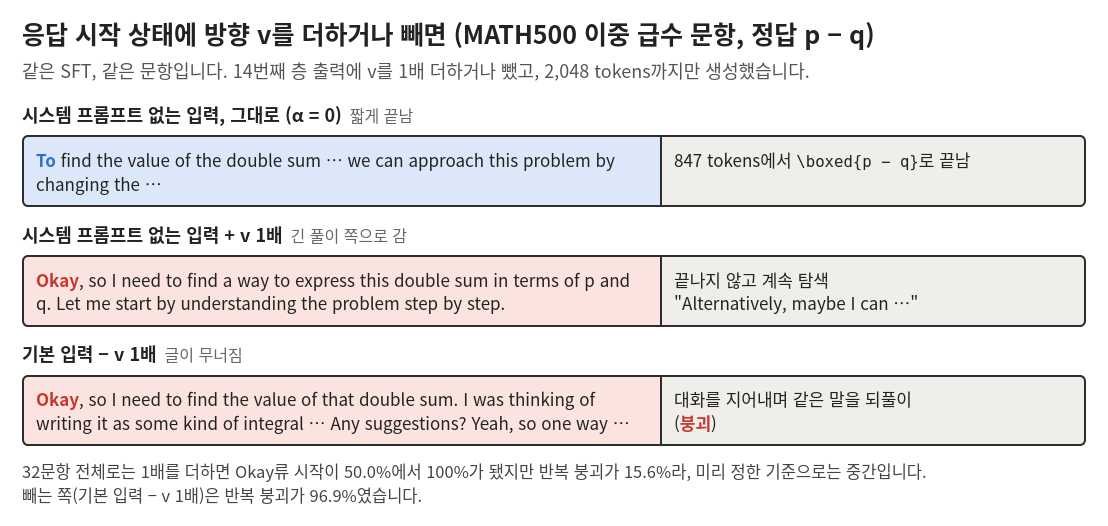 응답 시작 상태에 방향 v를 더하거나 빼면 (MATH500 이중 급수 문항, 정답 p − q)
같은 SFT, 같은 문항입니다. 14번째 층 출력에 v를 1배 더하거나 뺐고, 2,048 tokens까지만 생성했습니다.
시스템 프롬프트 없는 입력, 그대로 (α = 0) 짧게 끝남
To find the value of the double sum ⋯ we can approach this problem by
changing the ⋯
847 tokens에서 \boxed{p − q}로 끝남
시스템 프롬프트 없는 입력 + v 1배 긴 풀이 쪽으로 감
Okay, so I need to find a way to express this double sum in terms of p and
q. Let me start by understanding the problem step by step.
끝나지 않고 계속 탐색
"Alternatively, maybe I can ⋯"
기본 입력 − v 1배 글이 무너짐
Okay, so I need to find the value of that double sum. I was thinking of
writing it as some kind of integral ⋯ Any suggestions? Yeah, so one way ⋯
대화를 지어내며 같은 말을 되풀이
(붕괴)
32문항 전체로는 1배를 더하면 Okay류 시작이 50.0%에서 100%가 됐지만 반복 붕괴가 15.6%라, 미리 정한 기준으로는 중간입니다.
빼는 쪽(기본 입력 − v 1배)은 반복 붕괴가 96.9%였습니다.